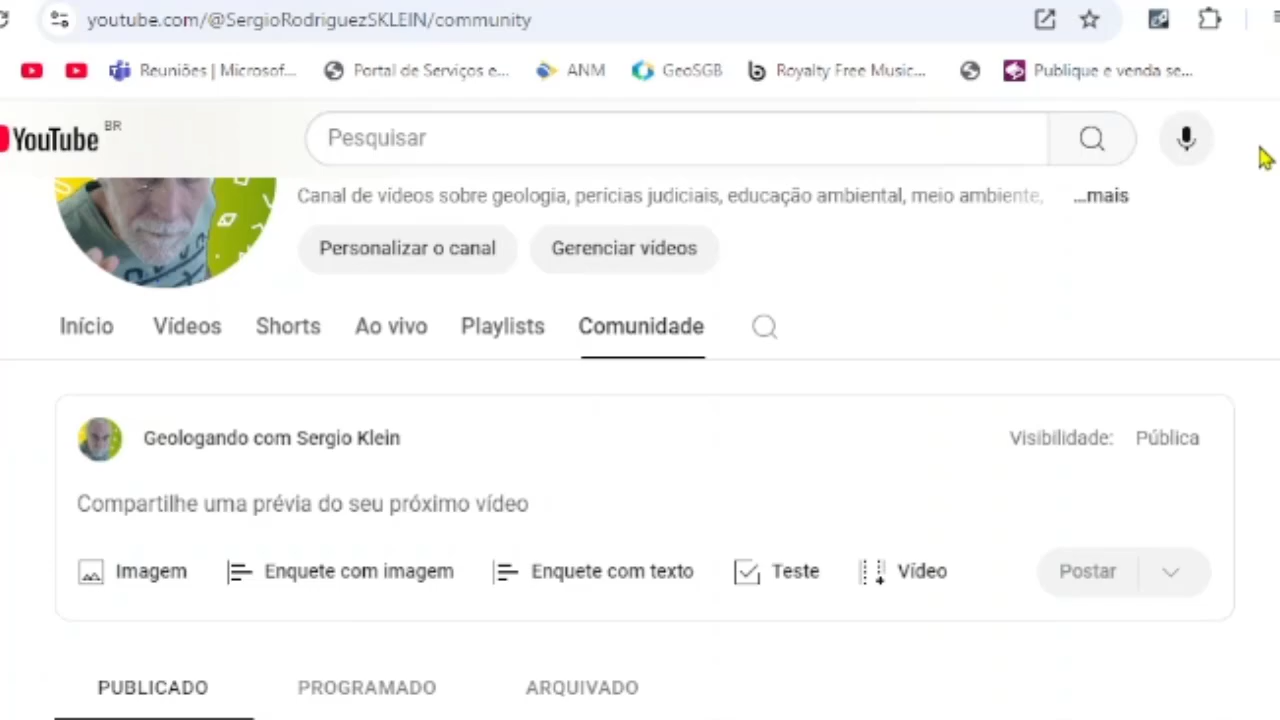 youtube.com/@SergioRodriguezSKLEIN/community
Reuniões | Microsof... Portal de Serviços e... ANM GeoSGB Royalty Free Music... Publique e venda se...
YouTube BR Pesquisar
Canal de vídeos sobre geologia, perícias judiciais, educação ambiental, meio ambiente, ...mais
Personalizar o canal Gerenciar vídeos
Início Vídeos Shorts Ao vivo Playlists Comunidade
Geologando com Sergio Klein Visibilidade: Pública
Compartilhe uma prévia do seu próximo vídeo
Imagem Enquete com imagem Enquete com texto Teste Vídeo Postar
PUBLICADO PROGRAMADO ARQUIVADO